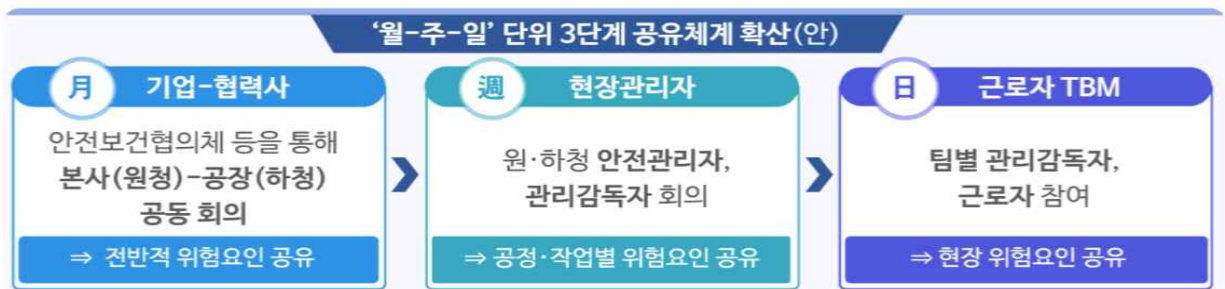 ‘월-주-일’ 단위 3단계 공유체계 확산(안)
月 기업-협력사
안전보건협의체 등을 통해
본사(원청)-공장(하청)
공동 회의
⇒ 전반적 위험요인 공유
週 현장관리자
원·하청 안전관리자,
관리감독자 회의
⇒ 공정·작업별 위험요인 공유
日 근로자 TBM
팀별 관리감독자,
근로자 참여
⇒ 현장 위험요인 공유